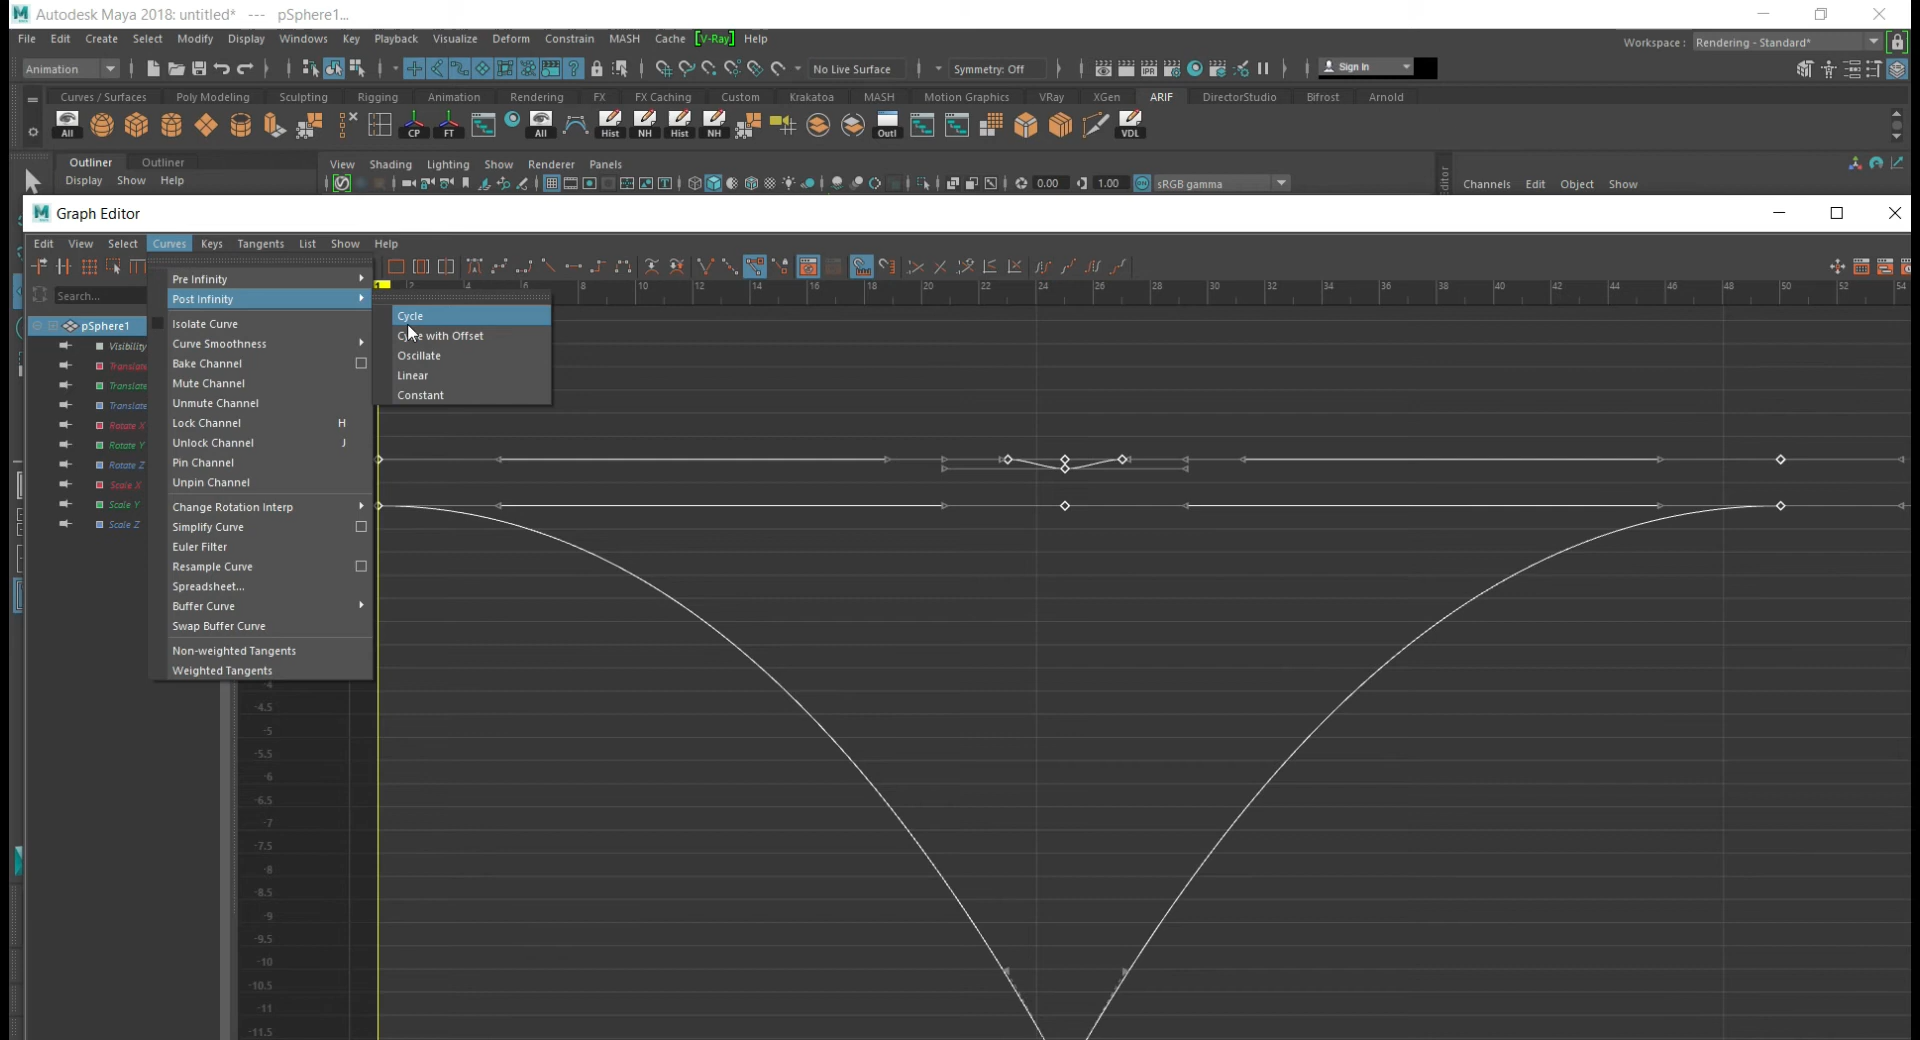 Autodesk Maya 2018: untitled* --- pSphere1...
File Edit Create Select Modify Display Windows Key Playback Visualize Deform Constrain MASH Cache [V-Ray] Help
Workspace : Rendering - Standard*
Animation No Live Surface Symmetry: Off IPR Sign In
Curves / Surfaces Poly Modeling Sculpting Rigging Animation Rendering FX FX Caching Custom Krakatoa MASH Motion Graphics VRay XGen ARIF DirectorStudio Bifrost Arnold
All CP FT All Hist NH Hist NH Outl VDL
Outliner Outliner View Shading Lighting Show Renderer Panels
Display Show Help 0.00 1.00 ON sRGB gamma Channels Edit Object Show
Graph Editor
Edit View Select Curves Keys Tangents List Show Help
Search...
1 2 4 6 8 10 12 14 16 18 20 22 24 26 28 30 32 34 36 38 40 42 44 46 48 50 52 54
Pre Infinity
Post Infinity
Cycle
with Offset
Oscillate
Linear
Constant
pSphere1
Visibility
Translate
Translate
Translate
Rotate X
Rotate Y
Rotate Z
Scale X
Scale Y
Scale Z
Isolate Curve
Curve Smoothness
Bake Channel
Mute Channel
Unmute Channel
Lock Channel H
Unlock Channel J
Pin Channel
Unpin Channel
Change Rotation Interp
Simplify Curve
Euler Filter
Resample Curve
Spreadsheet...
Buffer Curve
Swap Buffer Curve
Non-weighted Tangents
Weighted Tangents
-4
-4.5
-5
-5.5
-6
-6.5
-7
-7.5
-8
-8.5
-9
-9.5
-10
-10.5
-11
-11.5